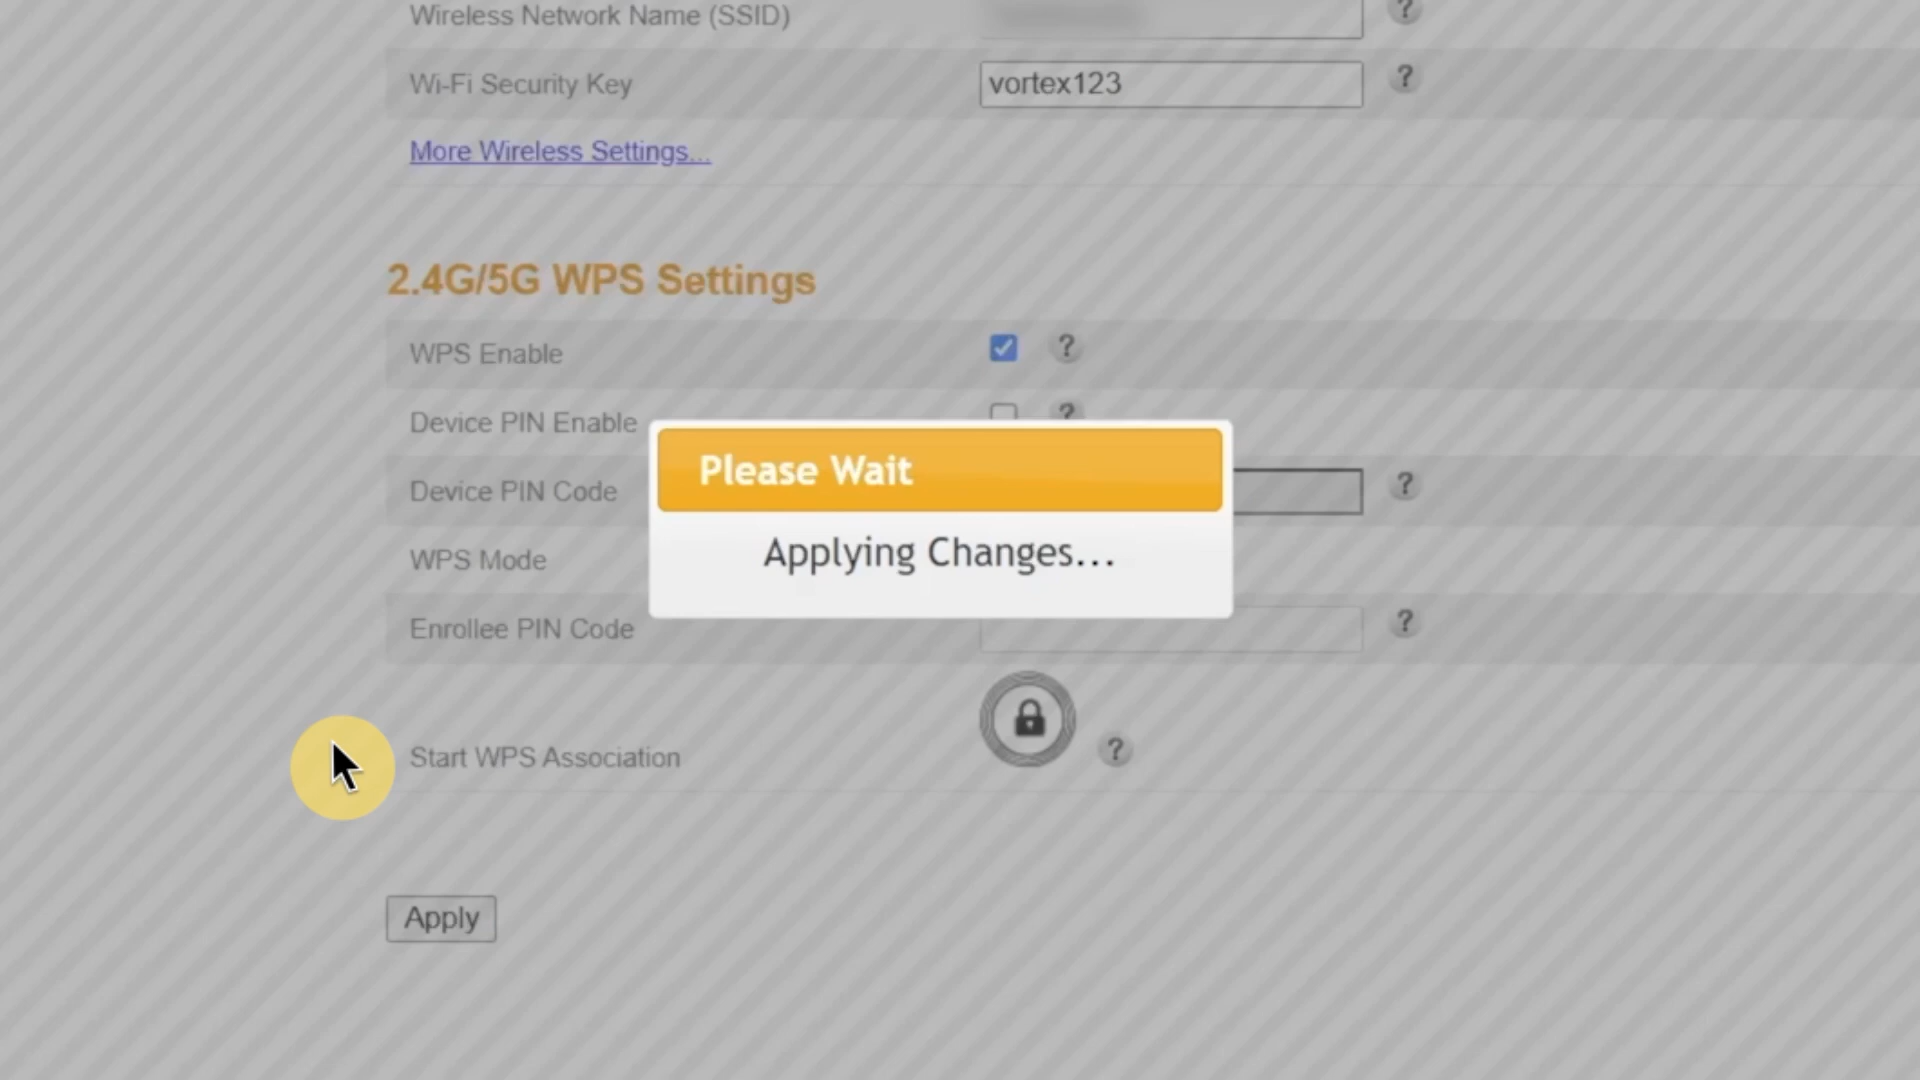 Wireless Network Name (SSID) ?
Wi-Fi Security Key vortex123 ?
More Wireless Settings...
2.4G/5G WPS Settings
WPS Enable ?
Device PIN Enable ?
Please Wait
Device PIN Code ?
Applying Changes...
WPS Mode
Enrollee PIN Code ?
Start WPS Association ?
Apply